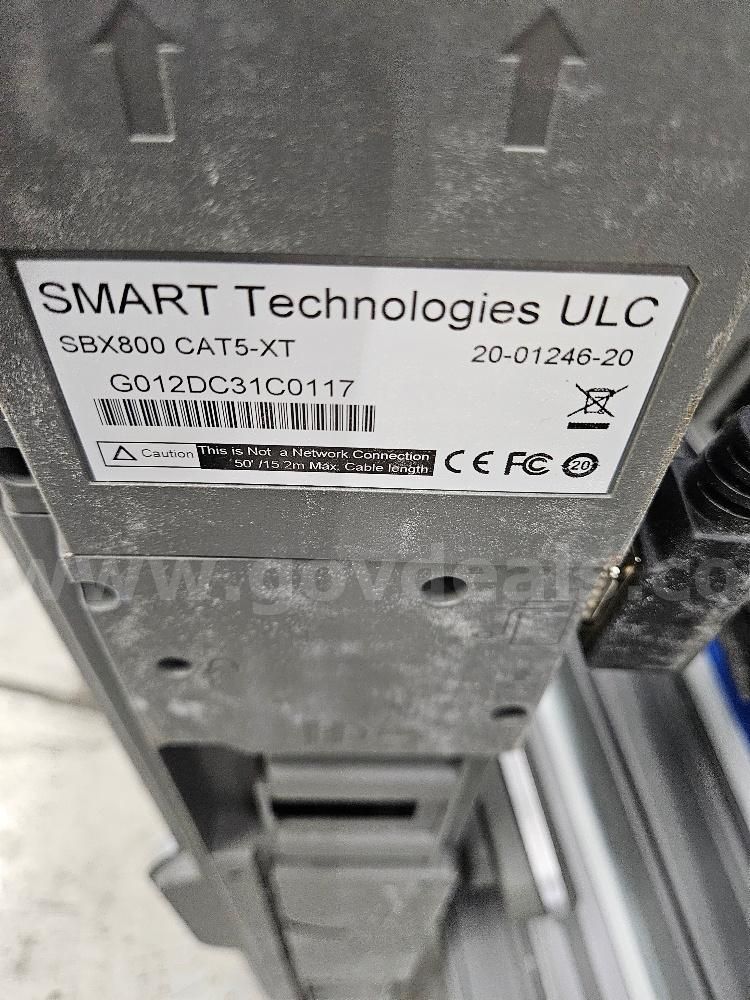 SMART Technologies ULC
SBX800 CAT5-XT
20-01246-20
G012DC31C0117
Caution
This is Not a Network Connection
50' /15.2m Max. Cable length
CE FC 20
www.govdeals.co